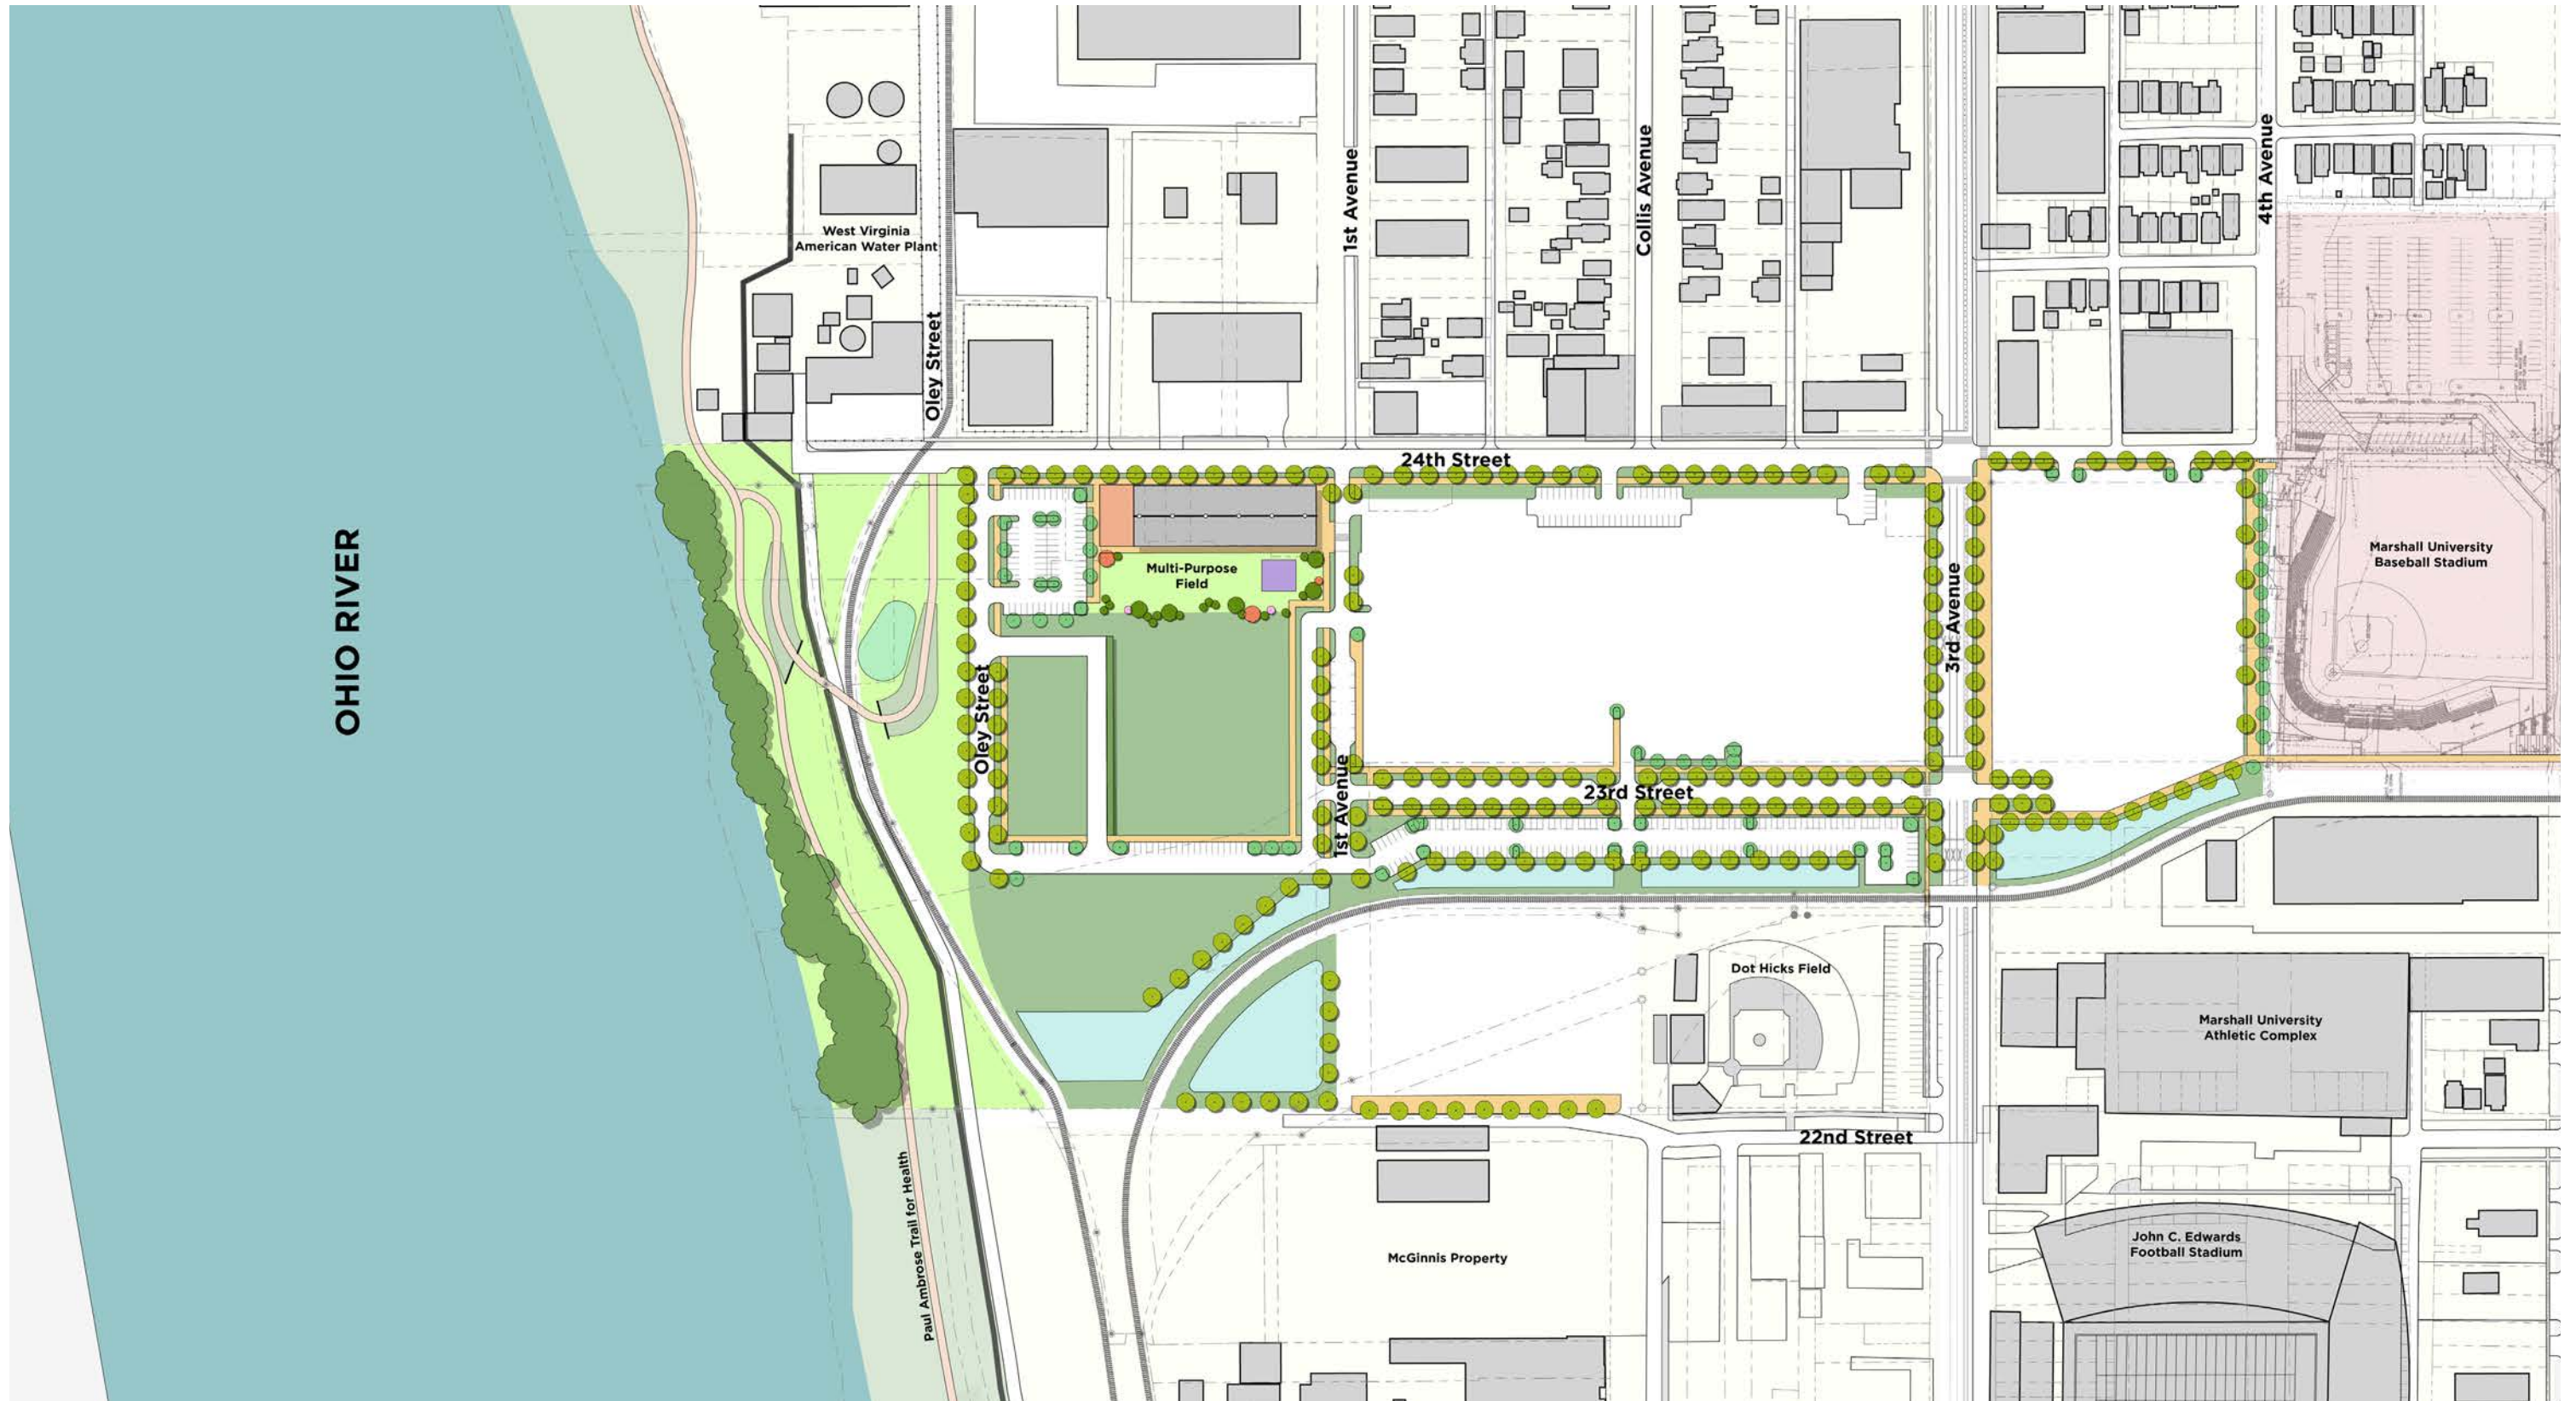 West Virginia
American Water Plant
Oley Street
1st Avenue
Collis Avenue
4th Avenue
24th Street
OHIO RIVER
Multi-Purpose
Field
Oley Street
1st Avenue
3rd Avenue
Marshall University
Baseball Stadium
23rd Street
Dot Hicks Field
Marshall University
Athletic Complex
22nd Street
Paul Ambrose Trail for Health
McGinnis Property
John C. Edwards
Football Stadium